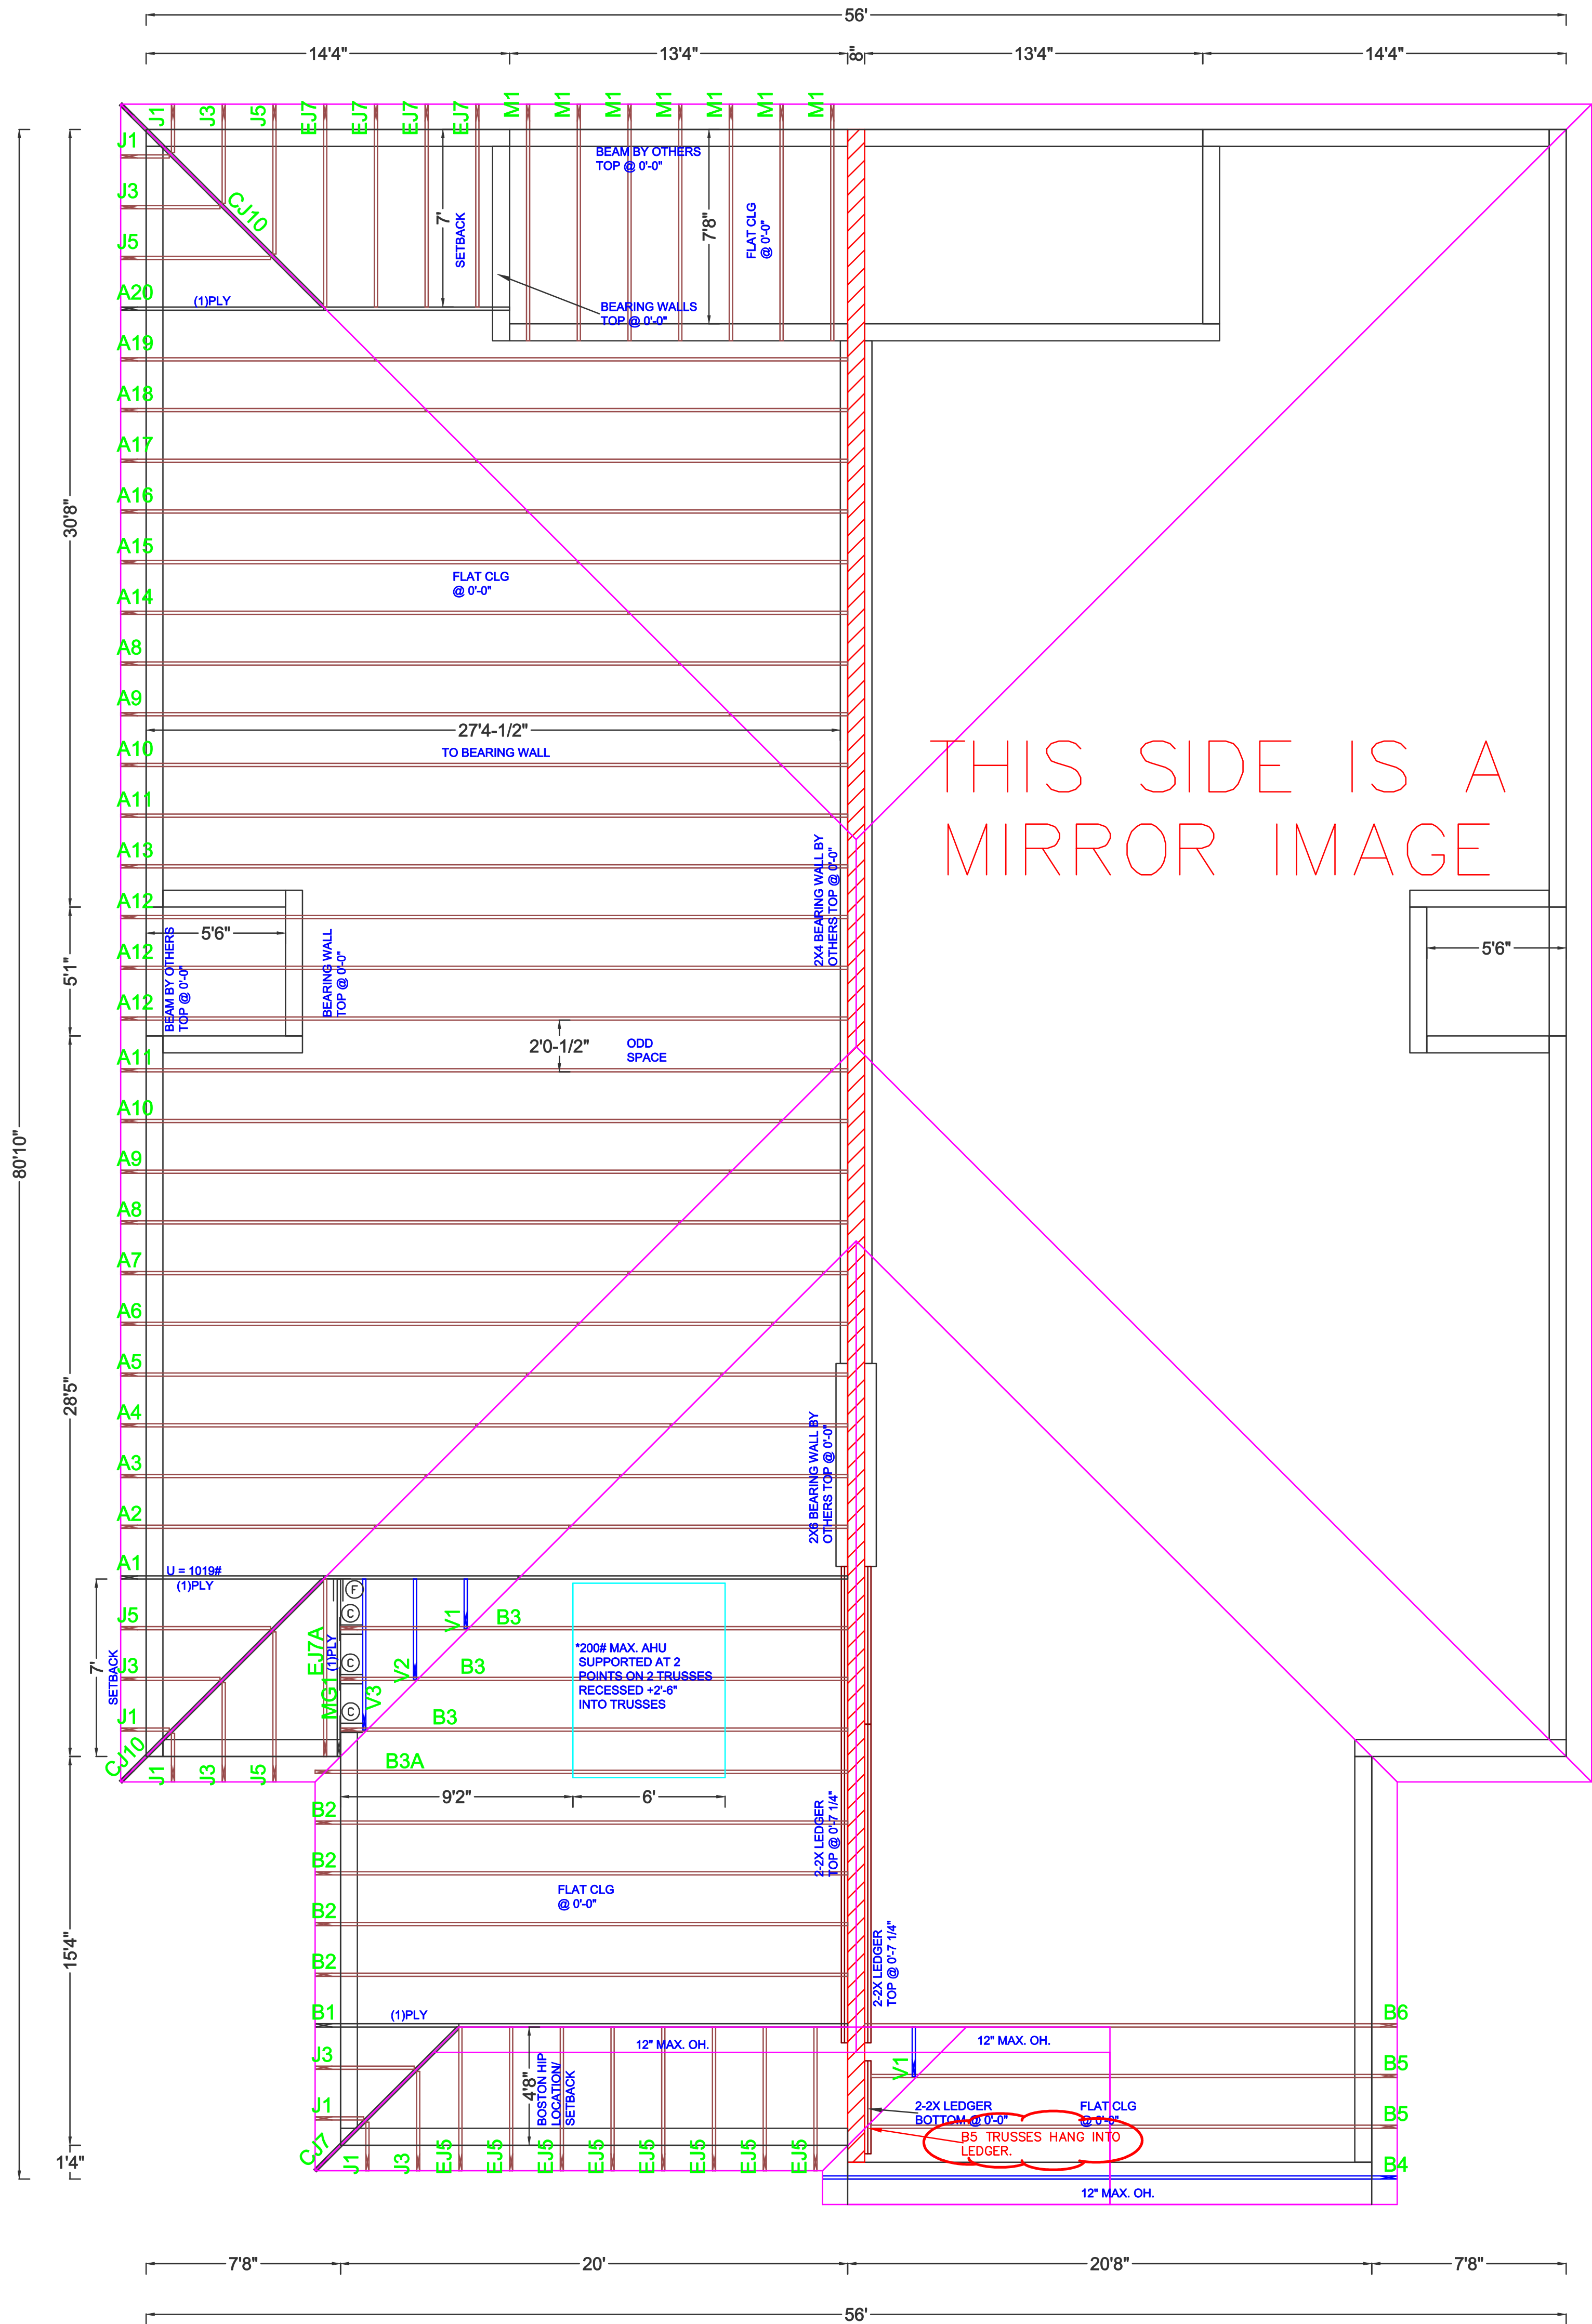 56'
14'4"
13'4"
8"
13'4"
14'4"
J1
J3
J5
EJ7
EJ7
EJ7
EJ7
M1
M1
M1
M1
M1
M1
M1
J1
J3
J5
CJ10
7'
SETBACK
BEAM BY OTHERS
TOP @ 0'-0"
7'8"
FLAT CLG
@ 0'-0"
BEARING WALLS
TOP @ 0'-0"
A20
(1)PLY
A19
A18
A17
A16
30'8"
A15
FLAT CLG
@ 0'-0"
A14
A8
A9
27'4-1/2"
TO BEARING WALL
A10
THIS SIDE IS A
MIRROR IMAGE
A11
A13
2X4 BEARING WALL BY
OTHERS TOP @ 0'-0"
A12
5'6"
5'6"
5'1"
BEAM BY OTHERS
TOP @ 0'-0"
BEARING WALL
TOP @ 0'-0"
A12
A12
2'0-1/2"
ODD
SPACE
A11
A10
80'10"
A9
A8
A7
A6
A5
28'5"
A4
2X6 BEARING WALL BY
OTHERS TOP @ 0'-0"
A3
A2
A1
U = 1019#
(1)PLY
F
C
C
C
J5
J3
J1
7'
SETBACK
EJ7A
MG1
(1)PLY
V3
V2
V1
B3
B3
B3
B3A
*200# MAX. AHU
SUPPORTED AT 2
POINTS ON 2 TRUSSES
RECESSED +2'-6"
INTO TRUSSES
CJ10
J1
J3
J5
9'2"
6'
2-2X LEDGER
TOP @ 0'-7 1/4"
B2
B2
FLAT CLG
@ 0'-0"
B2
B2
15'4"
2-2X LEDGER
TOP @ 0'-7 1/4"
B1
(1)PLY
B6
12" MAX. OH.
12" MAX. OH.
J3
J1
4'8"
BOSTON HIP
LOCATION/
SETBACK
V1
B5
2-2X LEDGER
BOTTOM @ 0'-0"
FLAT CLG
@ 0'-0"
B5
B5 TRUSSES HANG INTO
LEDGER.
CJ7
J1
J3
EJ5
EJ5
EJ5
EJ5
EJ5
EJ5
EJ5
EJ5
1'4"
B4
12" MAX. OH.
7'8"
20'
20'8"
7'8"
56'